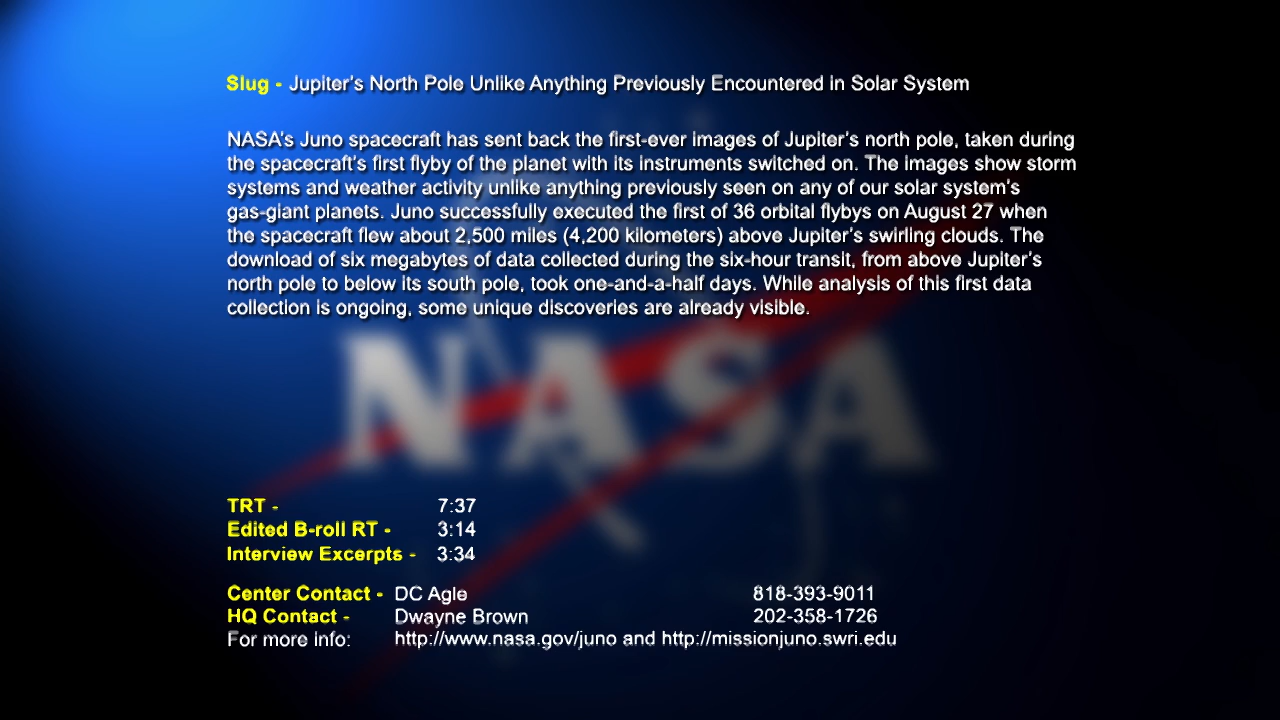 Slug - Jupiter's North Pole Unlike Anything Previously Encountered in Solar System
NASA's Juno spacecraft has sent back the first-ever images of Jupiter's north pole, taken during
the spacecraft's first flyby of the planet with its instruments switched on. The images show storm
systems and weather activity unlike anything previously seen on any of our solar system's
gas-giant planets. Juno successfully executed the first of 36 orbital flybys on August 27 when
the spacecraft flew about 2,500 miles (4,200 kilometers) above Jupiter's swirling clouds. The
download of six megabytes of data collected during the six-hour transit, from above Jupiter's
north pole to below its south pole, took one-and-a-half days. While analysis of this first data
collection is ongoing, some unique discoveries are already visible.
NASA
TRT - 7:37
Edited B-roll RT - 3:14
Interview Excerpts - 3:34
Center Contact - DC Agle 818-393-9011
HQ Contact - Dwayne Brown 202-358-1726
For more info: http://www.nasa.gov/juno and http://missionjuno.swri.edu